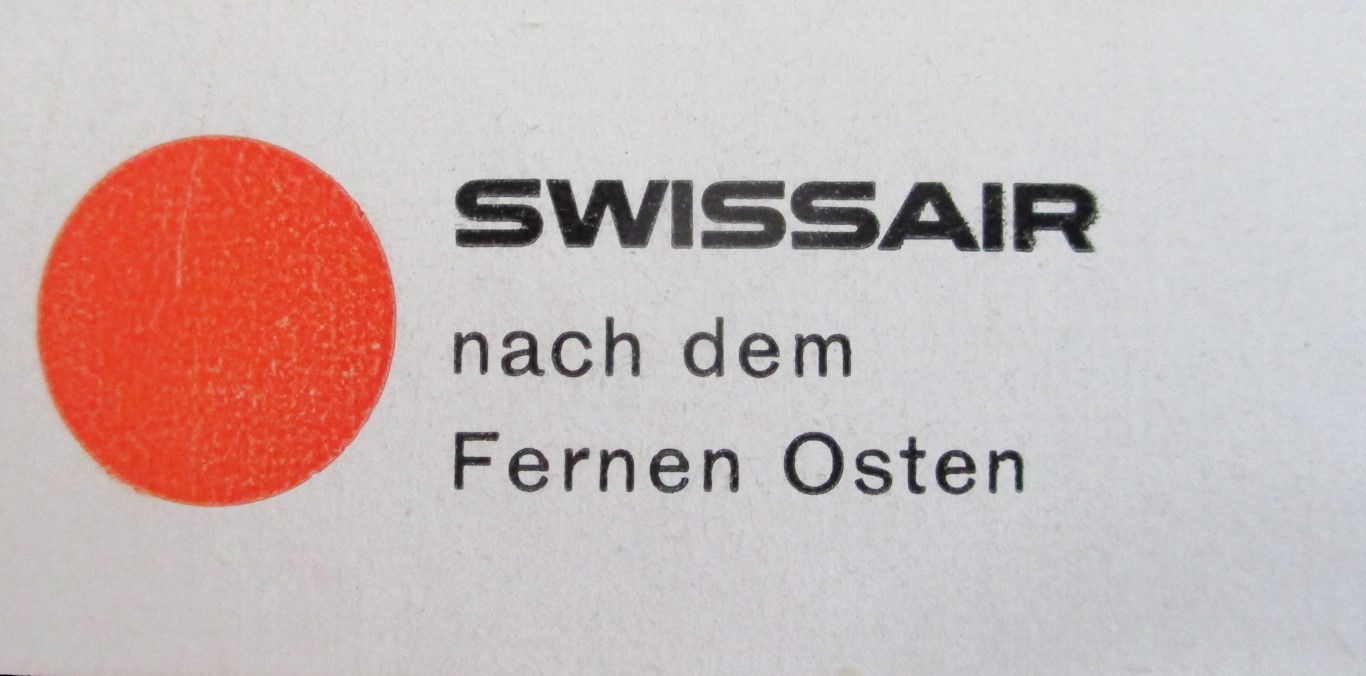 SWISSAIR
nach dem
Fernen Osten